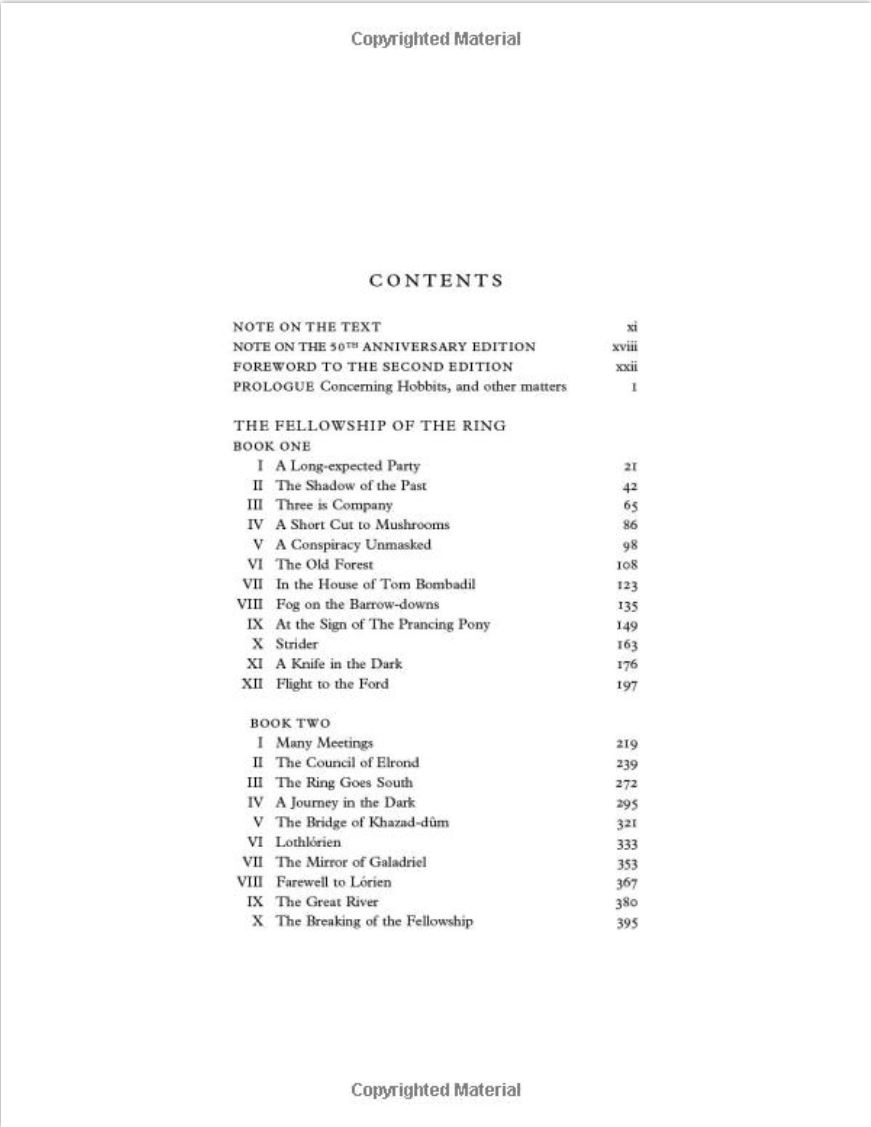 Copyrighted Material
CONTENTS
NOTE ON THE TEXT xi
NOTE ON THE 50TH ANNIVERSARY EDITION xviii
FOREWORD TO THE SECOND EDITION xxii
PROLOGUE Concerning Hobbits, and other matters 1
THE FELLOWSHIP OF THE RING
BOOK ONE
I A Long-expected Party 21
II The Shadow of the Past 42
III Three is Company 65
IV A Short Cut to Mushrooms 86
V A Conspiracy Unmasked 98
VI The Old Forest 108
VII In the House of Tom Bombadil 123
VIII Fog on the Barrow-downs 135
IX At the Sign of The Prancing Pony 149
X Strider 163
XI A Knife in the Dark 176
XII Flight to the Ford 197
BOOK TWO
I Many Meetings 219
II The Council of Elrond 239
III The Ring Goes South 272
IV A Journey in the Dark 295
V The Bridge of Khazad-dûm 321
VI Lothlórien 333
VII The Mirror of Galadriel 353
VIII Farewell to Lórien 367
IX The Great River 380
X The Breaking of the Fellowship 395
Copyrighted Material